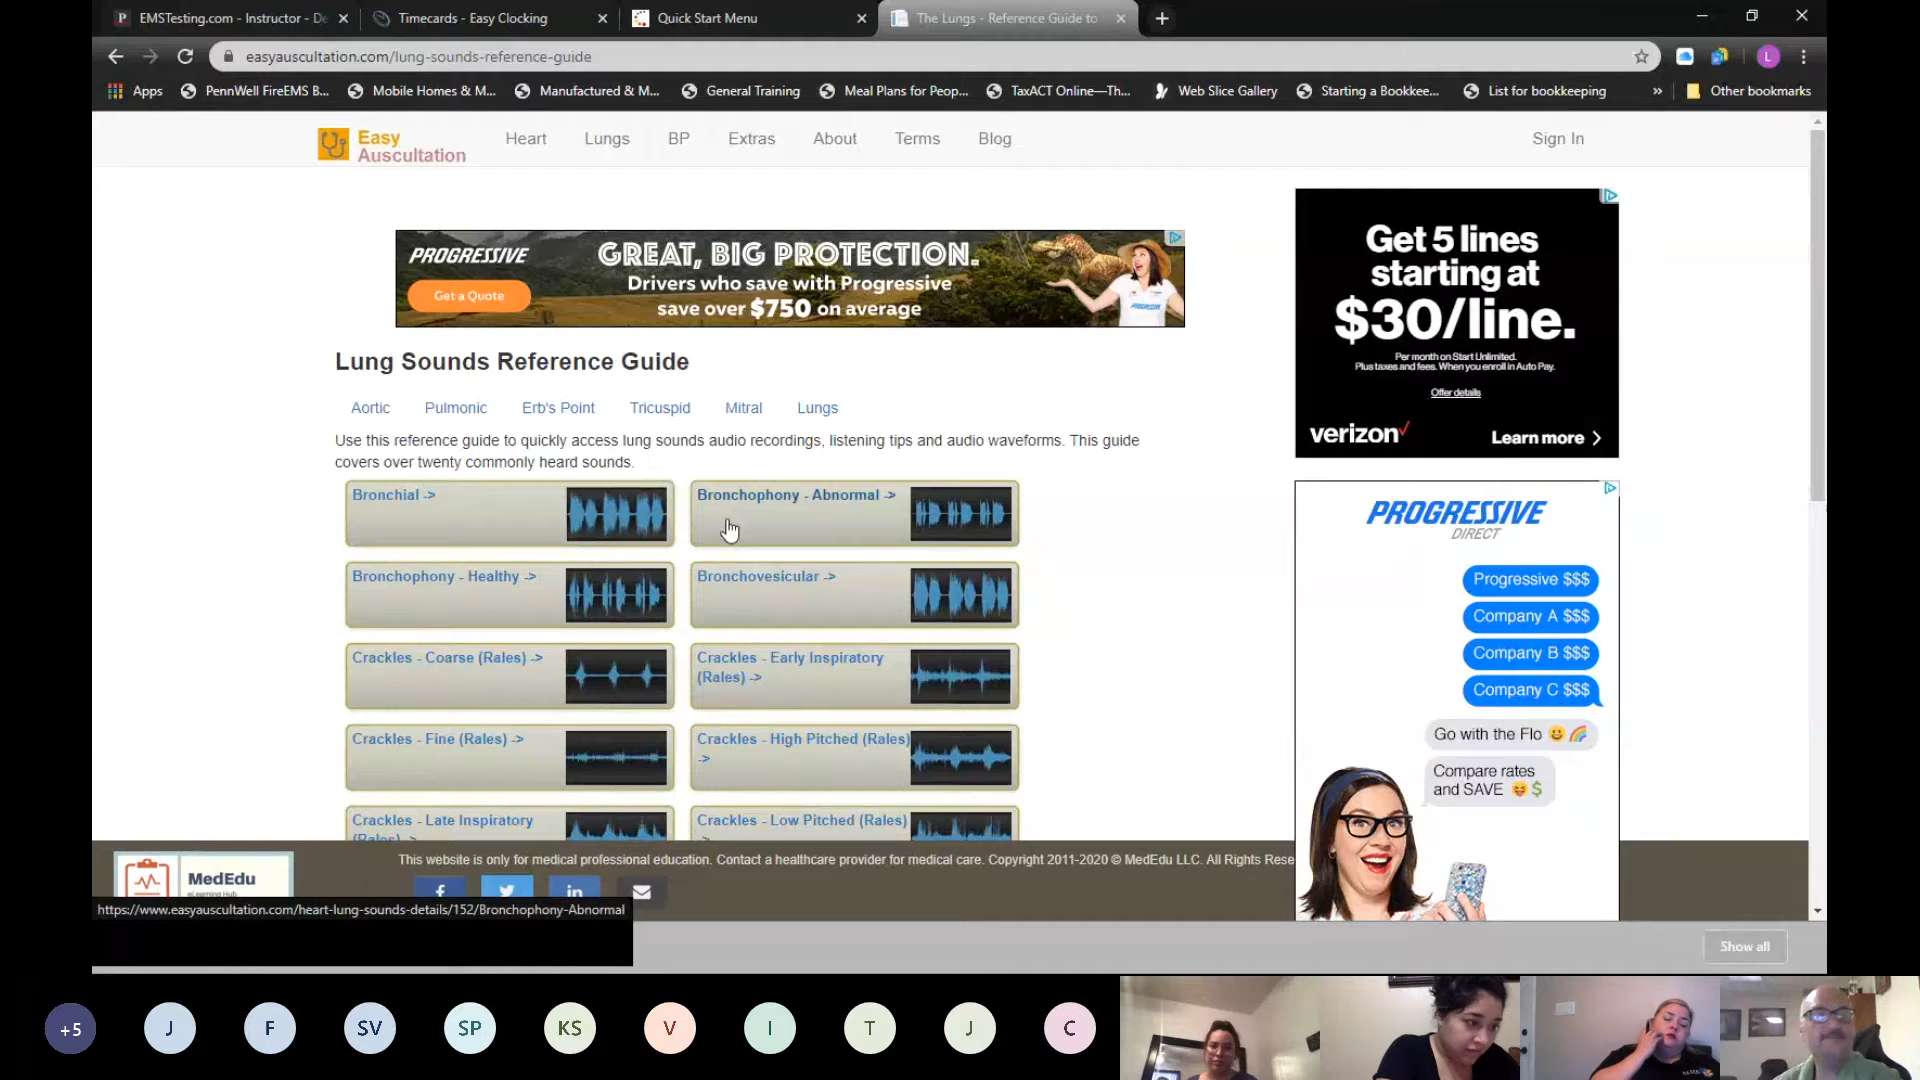 EMSTesting.com - Instructor - De
Timecards - Easy Clocking
Quick Start Menu
The Lungs - Reference Guide to
easyauscultation.com/lung-sounds-reference-guide
L
Apps
PennWell FireEMS B...
Mobile Homes & M...
Manufactured & M...
General Training
Meal Plans for Peop...
TaxACT Online—Th...
Web Slice Gallery
Starting a Bookkee...
List for bookkeeping
»
Other bookmarks
Easy
Auscultation
Heart
Lungs
BP
Extras
About
Terms
Blog
Sign In
PROGRESSIVE
Get a Quote
GREAT, BIG PROTECTION.
Drivers who save with Progressive
save over $750 on average
Get 5 lines
starting at
$30/line.
Per month on Start Unlimited.
Plus taxes and fees. When you enroll in Auto Pay.
Offer details
verizon
Learn more >
Lung Sounds Reference Guide
Aortic
Pulmonic
Erb's Point
Tricuspid
Mitral
Lungs
Use this reference guide to quickly access lung sounds audio recordings, listening tips and audio waveforms. This guide
covers over twenty commonly heard sounds.
Bronchial ->
Bronchophony - Abnormal ->
Bronchophony - Healthy ->
Bronchovesicular ->
Crackles - Coarse (Rales) ->
Crackles - Early Inspiratory
(Rales) ->
Crackles - Fine (Rales) ->
Crackles - High Pitched (Rales)
->
Crackles - Late Inspiratory
(Rales) ->
Crackles - Low Pitched (Rales)
PROGRESSIVE
DIRECT
Progressive $$$
Company A $$$
Company B $$$
Company C $$$
Go with the Flo
Compare rates
and SAVE
MedEdu
eLearning Hub
This website is only for medical professional education. Contact a healthcare provider for medical care. Copyright 2011-2020 © MedEdu LLC. All Rights Rese
https://www.easyauscultation.com/heart-lung-sounds-details/152/Bronchophony-Abnormal
Show all
+5
J
F
SV
SP
KS
V
I
T
J
C